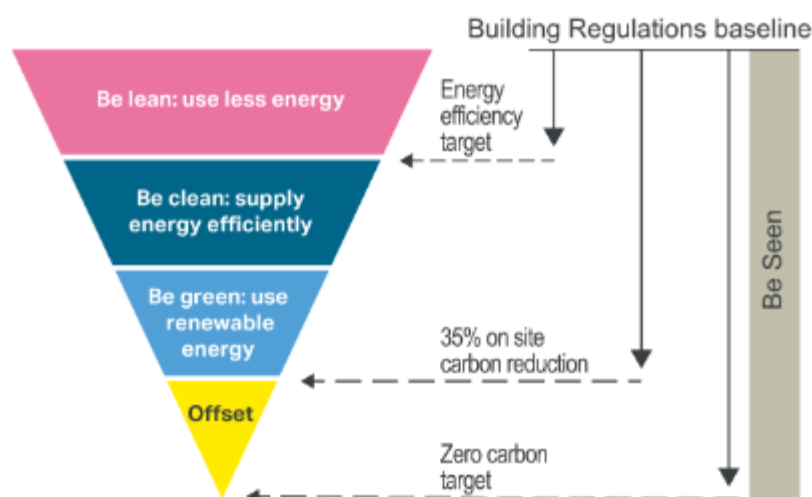 Building Regulations baseline
Be lean: use less energy
Energy
efficiency
target
Be clean: supply
energy efficiently
Be green: use
renewable
energy
35% on site
carbon reduction
Offset
Zero carbon
target
Be Seen